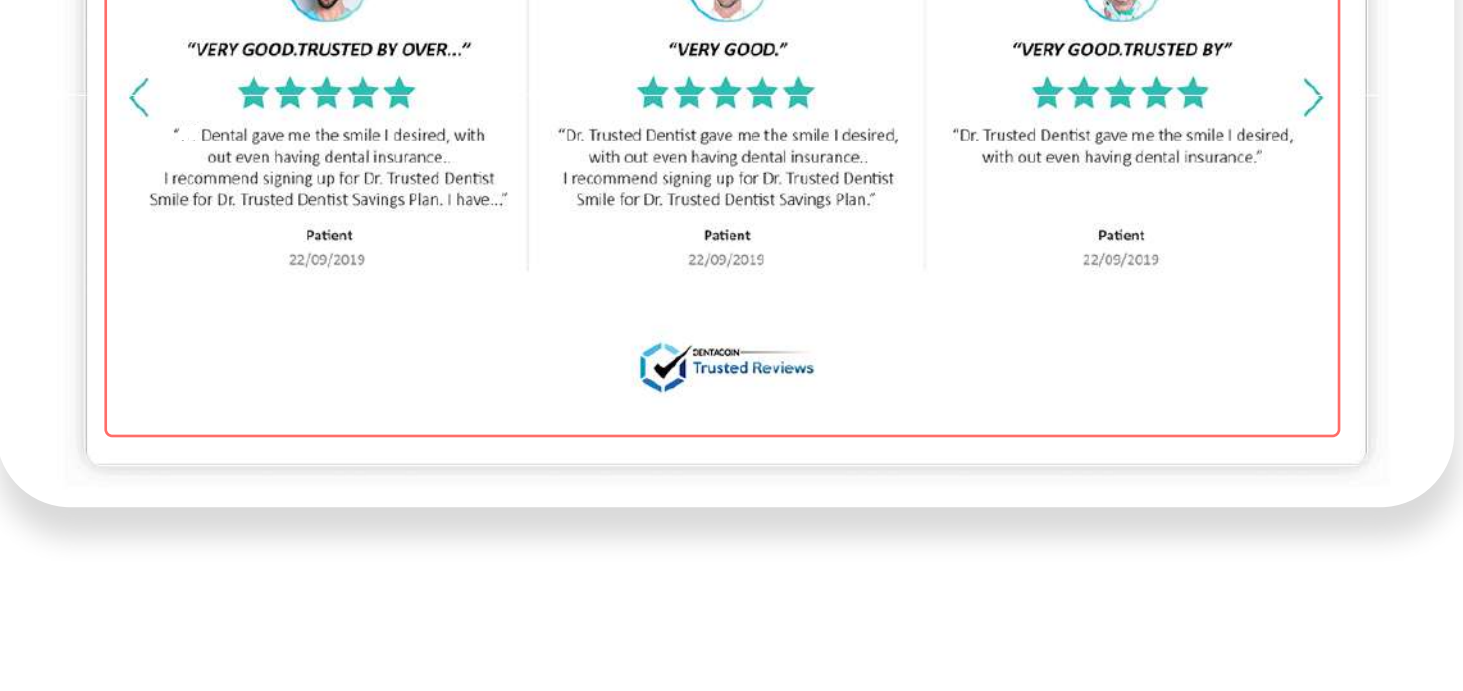 “VERY GOOD.TRUSTED BY OVER...”
“. . . Dental gave me the smile I desired, with
out even having dental insurance..
I recommend signing up for Dr. Trusted Dentist
Smile for Dr. Trusted Dentist Savings Plan. I have...”
Patient
22/09/2019
“VERY GOOD.”
“Dr. Trusted Dentist gave me the smile I desired,
with out even having dental insurance..
I recommend signing up for Dr. Trusted Dentist
Smile for Dr. Trusted Dentist Savings Plan.”
Patient
22/09/2019
“VERY GOOD.TRUSTED BY”
“Dr. Trusted Dentist gave me the smile I desired,
with out even having dental insurance.”
Patient
22/09/2019
DENTACOIN
Trusted Reviews